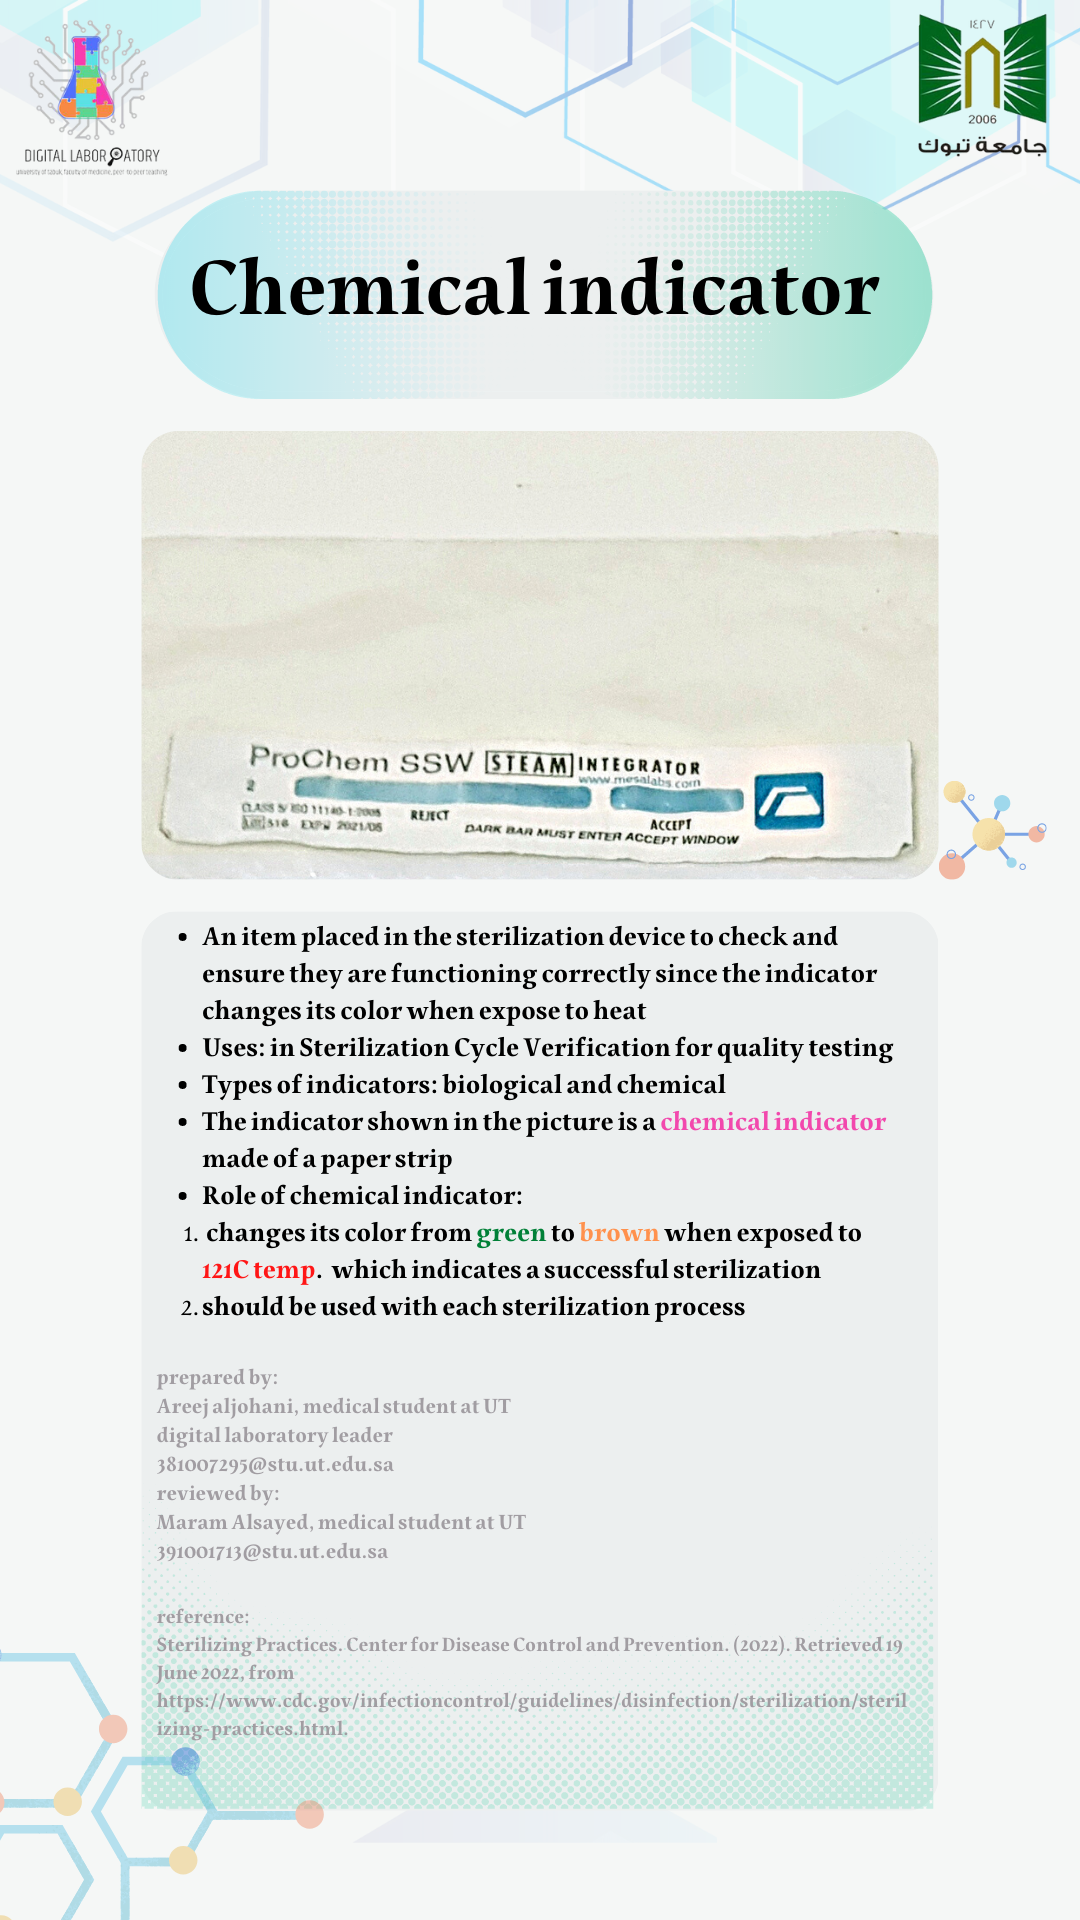 DIGITAL LABORATORY
university of tabuk, faculty of medicine, peer-to-peer teaching
١٤٢٧
2006
جامعة تبوك
Chemical indicator
ProChem SSW STEAM INTEGRATOR
www.mesalabs.com
2
CLASS 5/ ISO 11140-1:2005
REJECT
ACCEPT
LOT 516 EXP 2021/05
DARK BAR MUST ENTER ACCEPT WINDOW
• An item placed in the sterilization device to check and
ensure they are functioning correctly since the indicator
changes its color when expose to heat
• Uses: in Sterilization Cycle Verification for quality testing
• Types of indicators: biological and chemical
• The indicator shown in the picture is a chemical indicator
made of a paper strip
• Role of chemical indicator:
1. changes its color from green to brown when exposed to
121C temp. which indicates a successful sterilization
2. should be used with each sterilization process
prepared by:
Areej aljohani, medical student at UT
digital laboratory leader
381007295@stu.ut.edu.sa
reviewed by:
Maram Alsayed, medical student at UT
391001713@stu.ut.edu.sa
reference:
Sterilizing Practices. Center for Disease Control and Prevention. (2022). Retrieved 19
June 2022, from
https://www.cdc.gov/infectioncontrol/guidelines/disinfection/sterilization/steril
izing-practices.html.